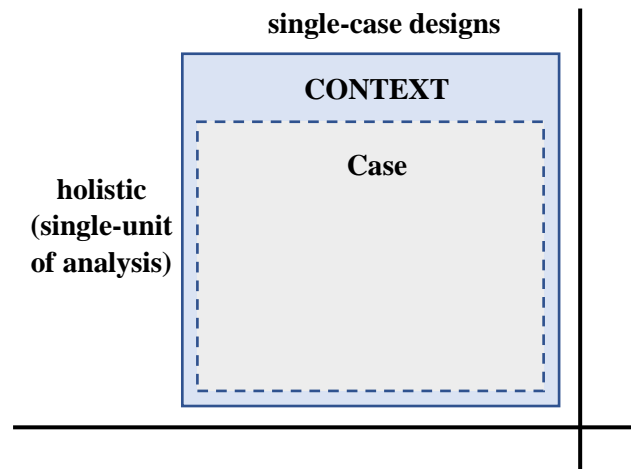 single-case designs
CONTEXT
Case
holistic
(single-unit
of analysis)